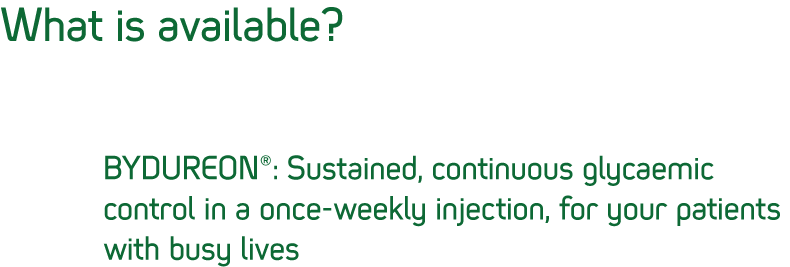 What is available?
BYDUREON®: Sustained, continuous glycaemic
control in a once-weekly injection, for your patients
with busy lives